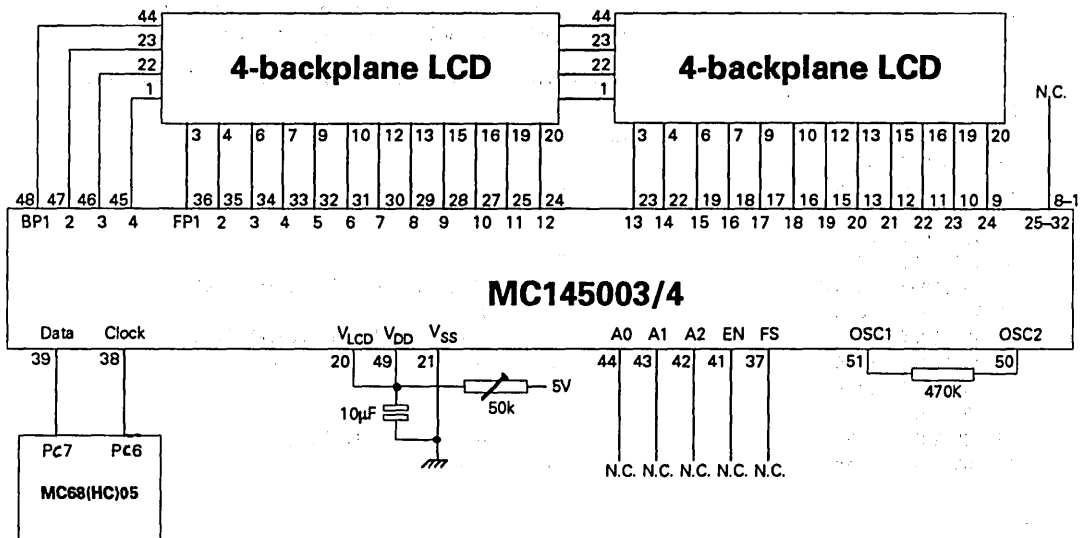 44 44
23 4-backplane LCD 23 4-backplane LCD
22 22 N.C.
1 1
3 4 6 7 9 10 12 13 15 16 19 20 3 4 6 7 9 10 12 13 15 16 19 20
48 47 46 45 36 35 34 33 32 31 30 29 28 27 25 24 23 22 19 18 17 16 15 13 12 11 10 9 8–1
BP1 2 3 4 FP1 2 3 4 5 6 7 8 9 10 11 12 13 14 15 16 17 18 19 20 21 22 23 24 25–32
MC145003/4
Data Clock VLCD VDD VSS A0 A1 A2 EN FS OSC1 OSC2
39 38 20 49 21 44 43 42 41 37 51 50
5V
10µF 50k 470K
Pc7 Pc6 N.C. N.C. N.C. N.C. N.C.
MC68(HC)05